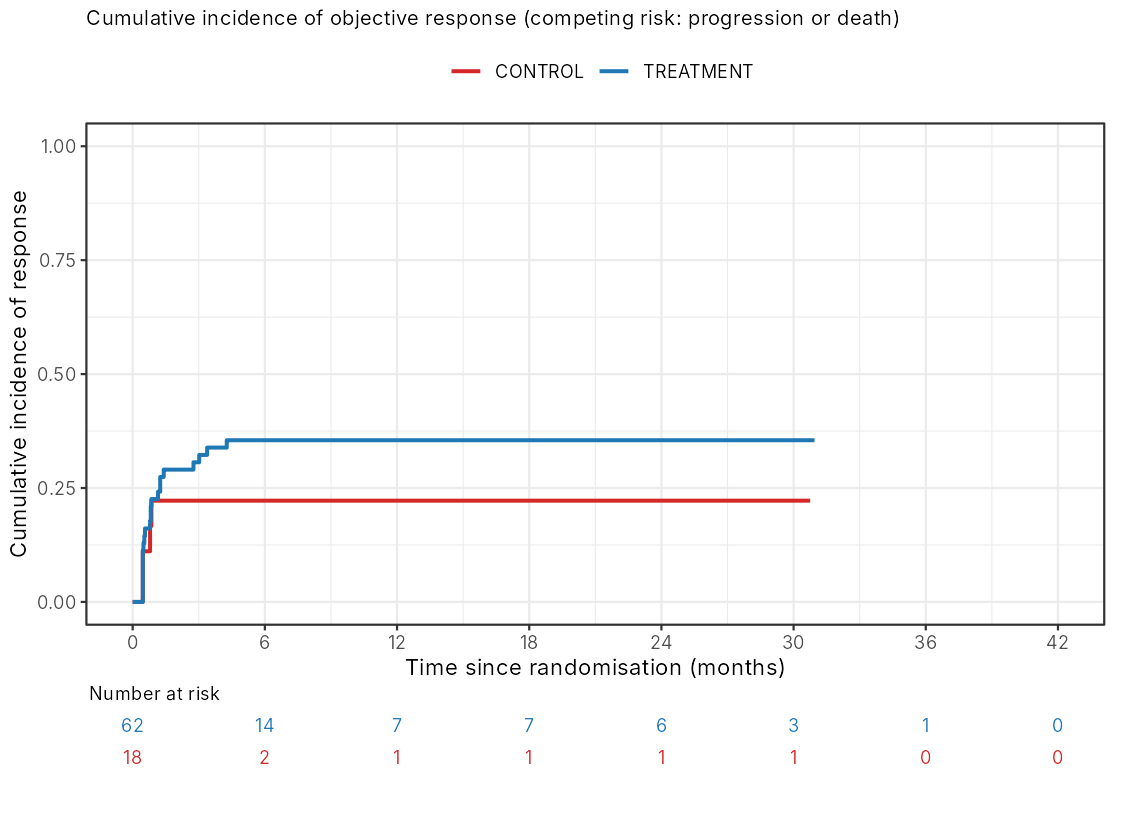 Cumulative incidence of objective response (competing risk: progression or death)
CONTROL TREATMENT
Cumulative incidence of response
1.00
0.75
0.50
0.25
0.00
0 6 12 18 24 30 36 42
Time since randomisation (months)
Number at risk
62 14 7 7 6 3 1 0
18 2 1 1 1 1 0 0